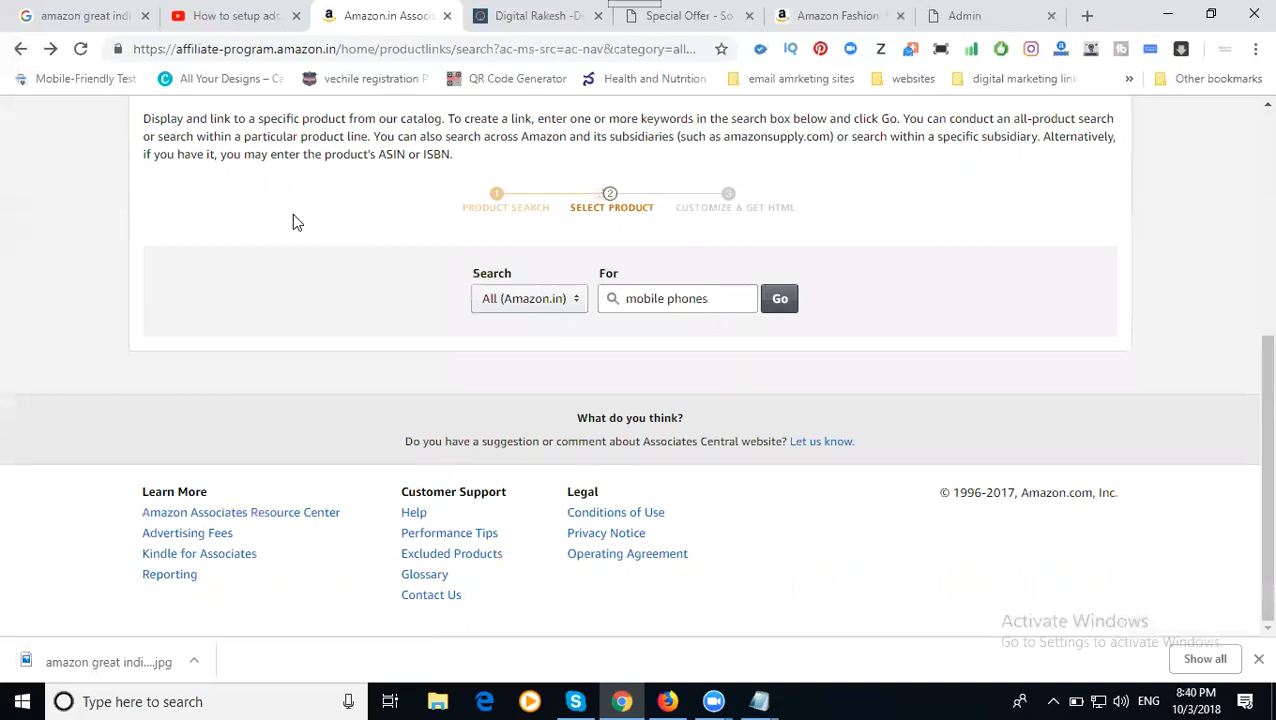 amazon great indi
How to setup ad
Amazon.in Assoc
Digital Rakesh -Di
Special Offer - So
Amazon Fashion
Admin
https://affiliate-program.amazon.in/home/productlinks/search?ac-ms-src=ac-nav&category=all...
Mobile-Friendly Test
All Your Designs – Ca
vechile registration P
QR Code Generator
Health and Nutrition
email amrketing sites
websites
digital marketing link
»
Other bookmarks
Display and link to a specific product from our catalog. To create a link, enter one or more keywords in the search box below and click Go. You can conduct an all-product search
or search within a particular product line. You can also search across Amazon and its subsidiaries (such as amazonsupply.com) or search within a specific subsidiary. Alternatively,
if you have it, you may enter the product's ASIN or ISBN.
1 2 3
PRODUCT SEARCH SELECT PRODUCT CUSTOMIZE & GET HTML
Search For
All (Amazon.in) mobile phones Go
What do you think?
Do you have a suggestion or comment about Associates Central website? Let us know.
Learn More
Amazon Associates Resource Center
Advertising Fees
Kindle for Associates
Reporting
Customer Support
Help
Performance Tips
Excluded Products
Glossary
Contact Us
Legal
Conditions of Use
Privacy Notice
Operating Agreement
© 1996-2017, Amazon.com, Inc.
Activate Windows
Go to Settings to activate Windows.
amazon great indi....jpg
Show all
Type here to search
ENG
8:40 PM
10/3/2018